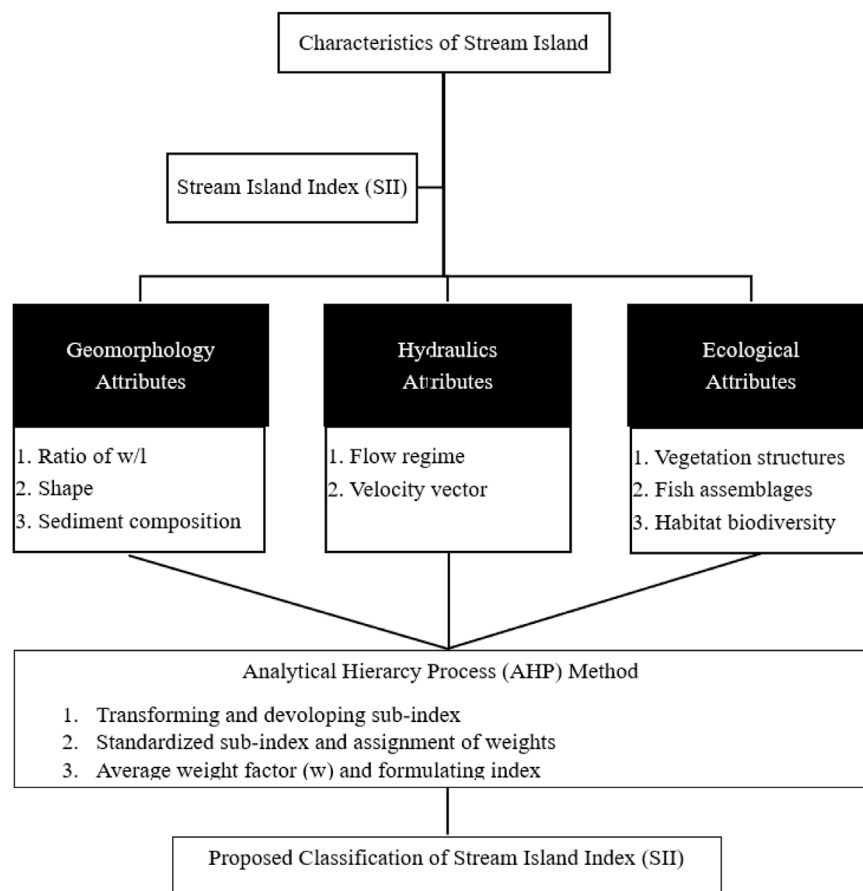 Characteristics of Stream Island
Stream Island Index (SII)
Geomorphology
Attributes
1. Ratio of w/l
2. Shape
3. Sediment composition
Hydraulics
Attributes
1. Flow regime
2. Velocity vector
Ecological
Attributes
1. Vegetation structures
2. Fish assemblages
3. Habitat biodiversity
Analytical Hierarcy Process (AHP) Method
1. Transforming and devoloping sub-index
2. Standardized sub-index and assignment of weights
3. Average weight factor (w) and formulating index
Proposed Classification of Stream Island Index (SII)